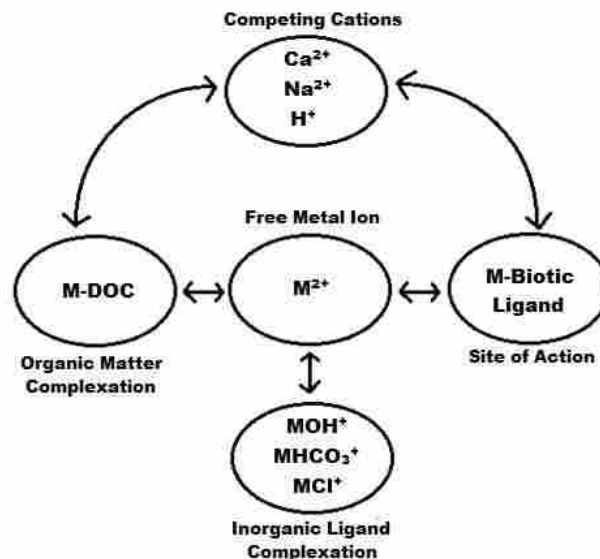 Competing Cations
Ca²⁺
Na²⁺
H⁺
Free Metal Ion
M-DOC
M²⁺
M-Biotic
Ligand
Organic Matter
Complexation
Site of Action
MOH⁺
MHCO₃⁺
MCl⁺
Inorganic Ligand
Complexation